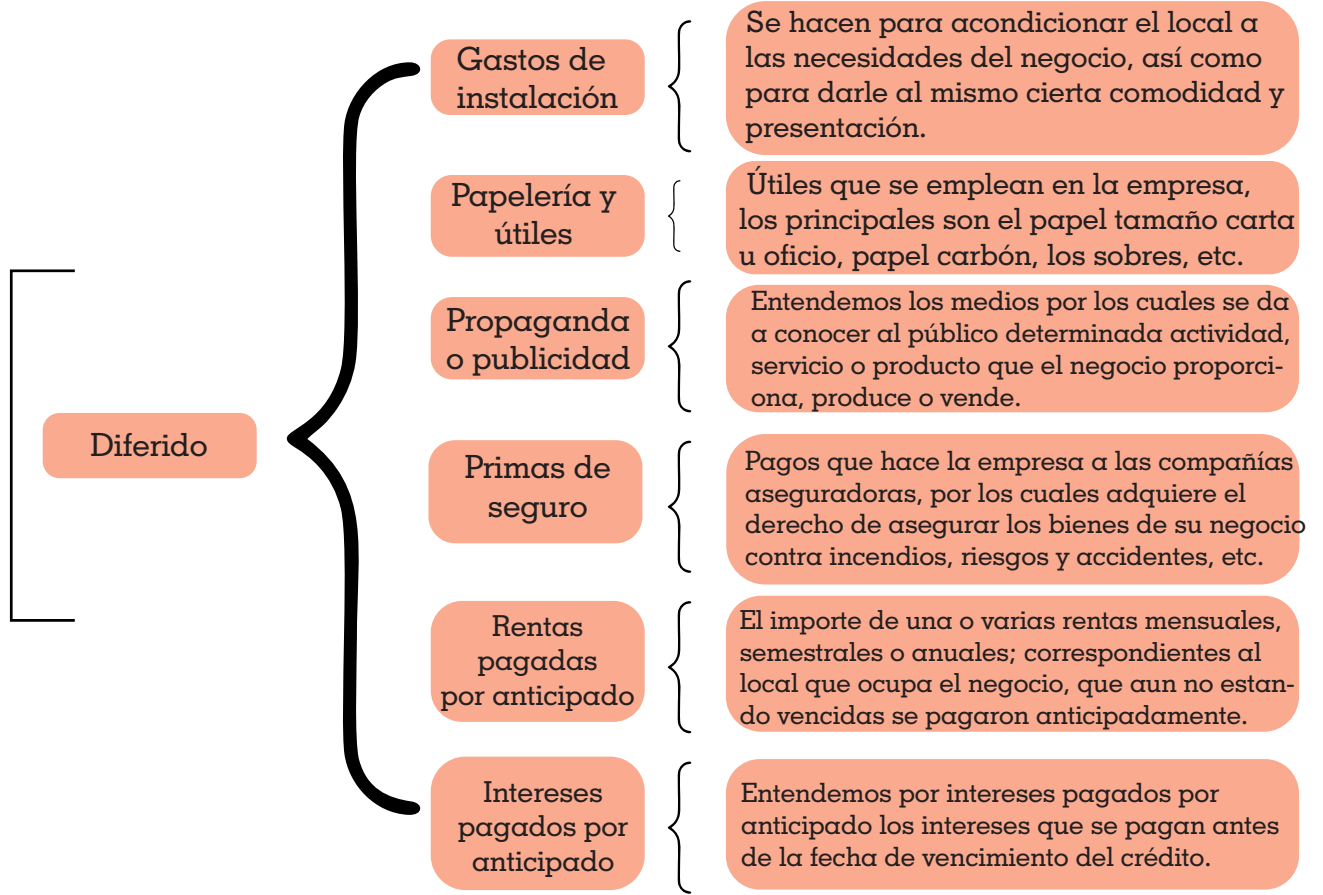 Diferido
Gastos de
instalación
Se hacen para acondicionar el local a
las necesidades del negocio, así como
para darle al mismo cierta comodidad y
presentación.
Papelería y
útiles
Útiles que se emplean en la empresa,
los principales son el papel tamaño carta
u oficio, papel carbón, los sobres, etc.
Propaganda
o publicidad
Entendemos los medios por los cuales se da
a conocer al público determinada actividad,
servicio o producto que el negocio proporci-
ona, produce o vende.
Primas de
seguro
Pagos que hace la empresa a las compañías
aseguradoras, por los cuales adquiere el
derecho de asegurar los bienes de su negocio
contra incendios, riesgos y accidentes, etc.
Rentas
pagadas
por anticipado
El importe de una o varias rentas mensuales,
semestrales o anuales; correspondientes al
local que ocupa el negocio, que aun no estan-
do vencidas se pagaron anticipadamente.
Intereses
pagados por
anticipado
Entendemos por intereses pagados por
anticipado los intereses que se pagan antes
de la fecha de vencimiento del crédito.